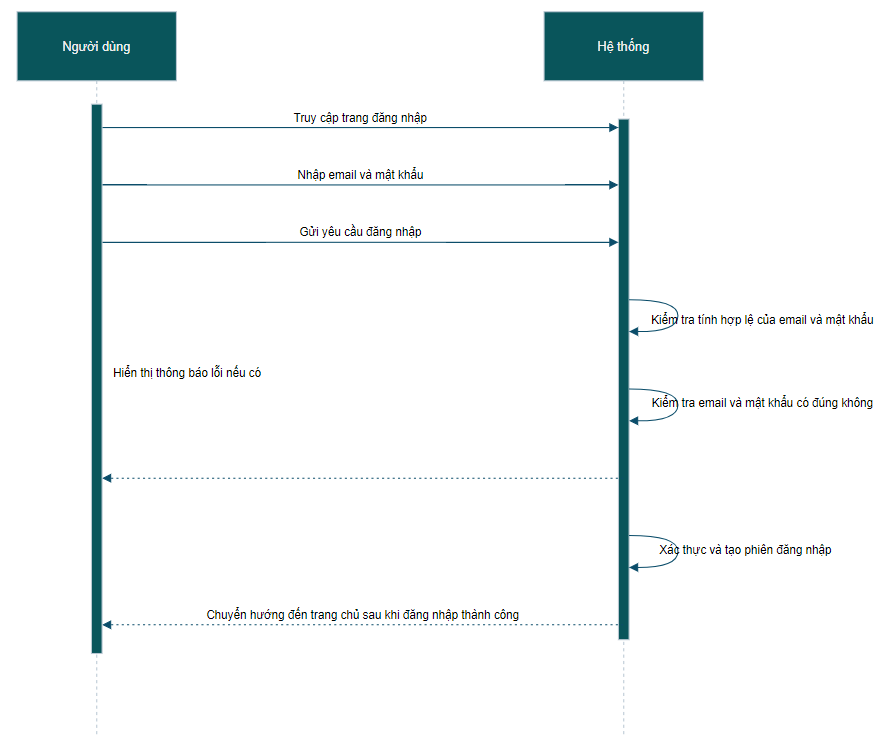 Người dùng
Hệ thống
Truy cập trang đăng nhập
Nhập email và mật khẩu
Gửi yêu cầu đăng nhập
Kiểm tra tính hợp lệ của email và mật khẩu
Hiển thị thông báo lỗi nếu có
Kiểm tra email và mật khẩu có đúng không
Xác thực và tạo phiên đăng nhập
Chuyển hướng đến trang chủ sau khi đăng nhập thành công